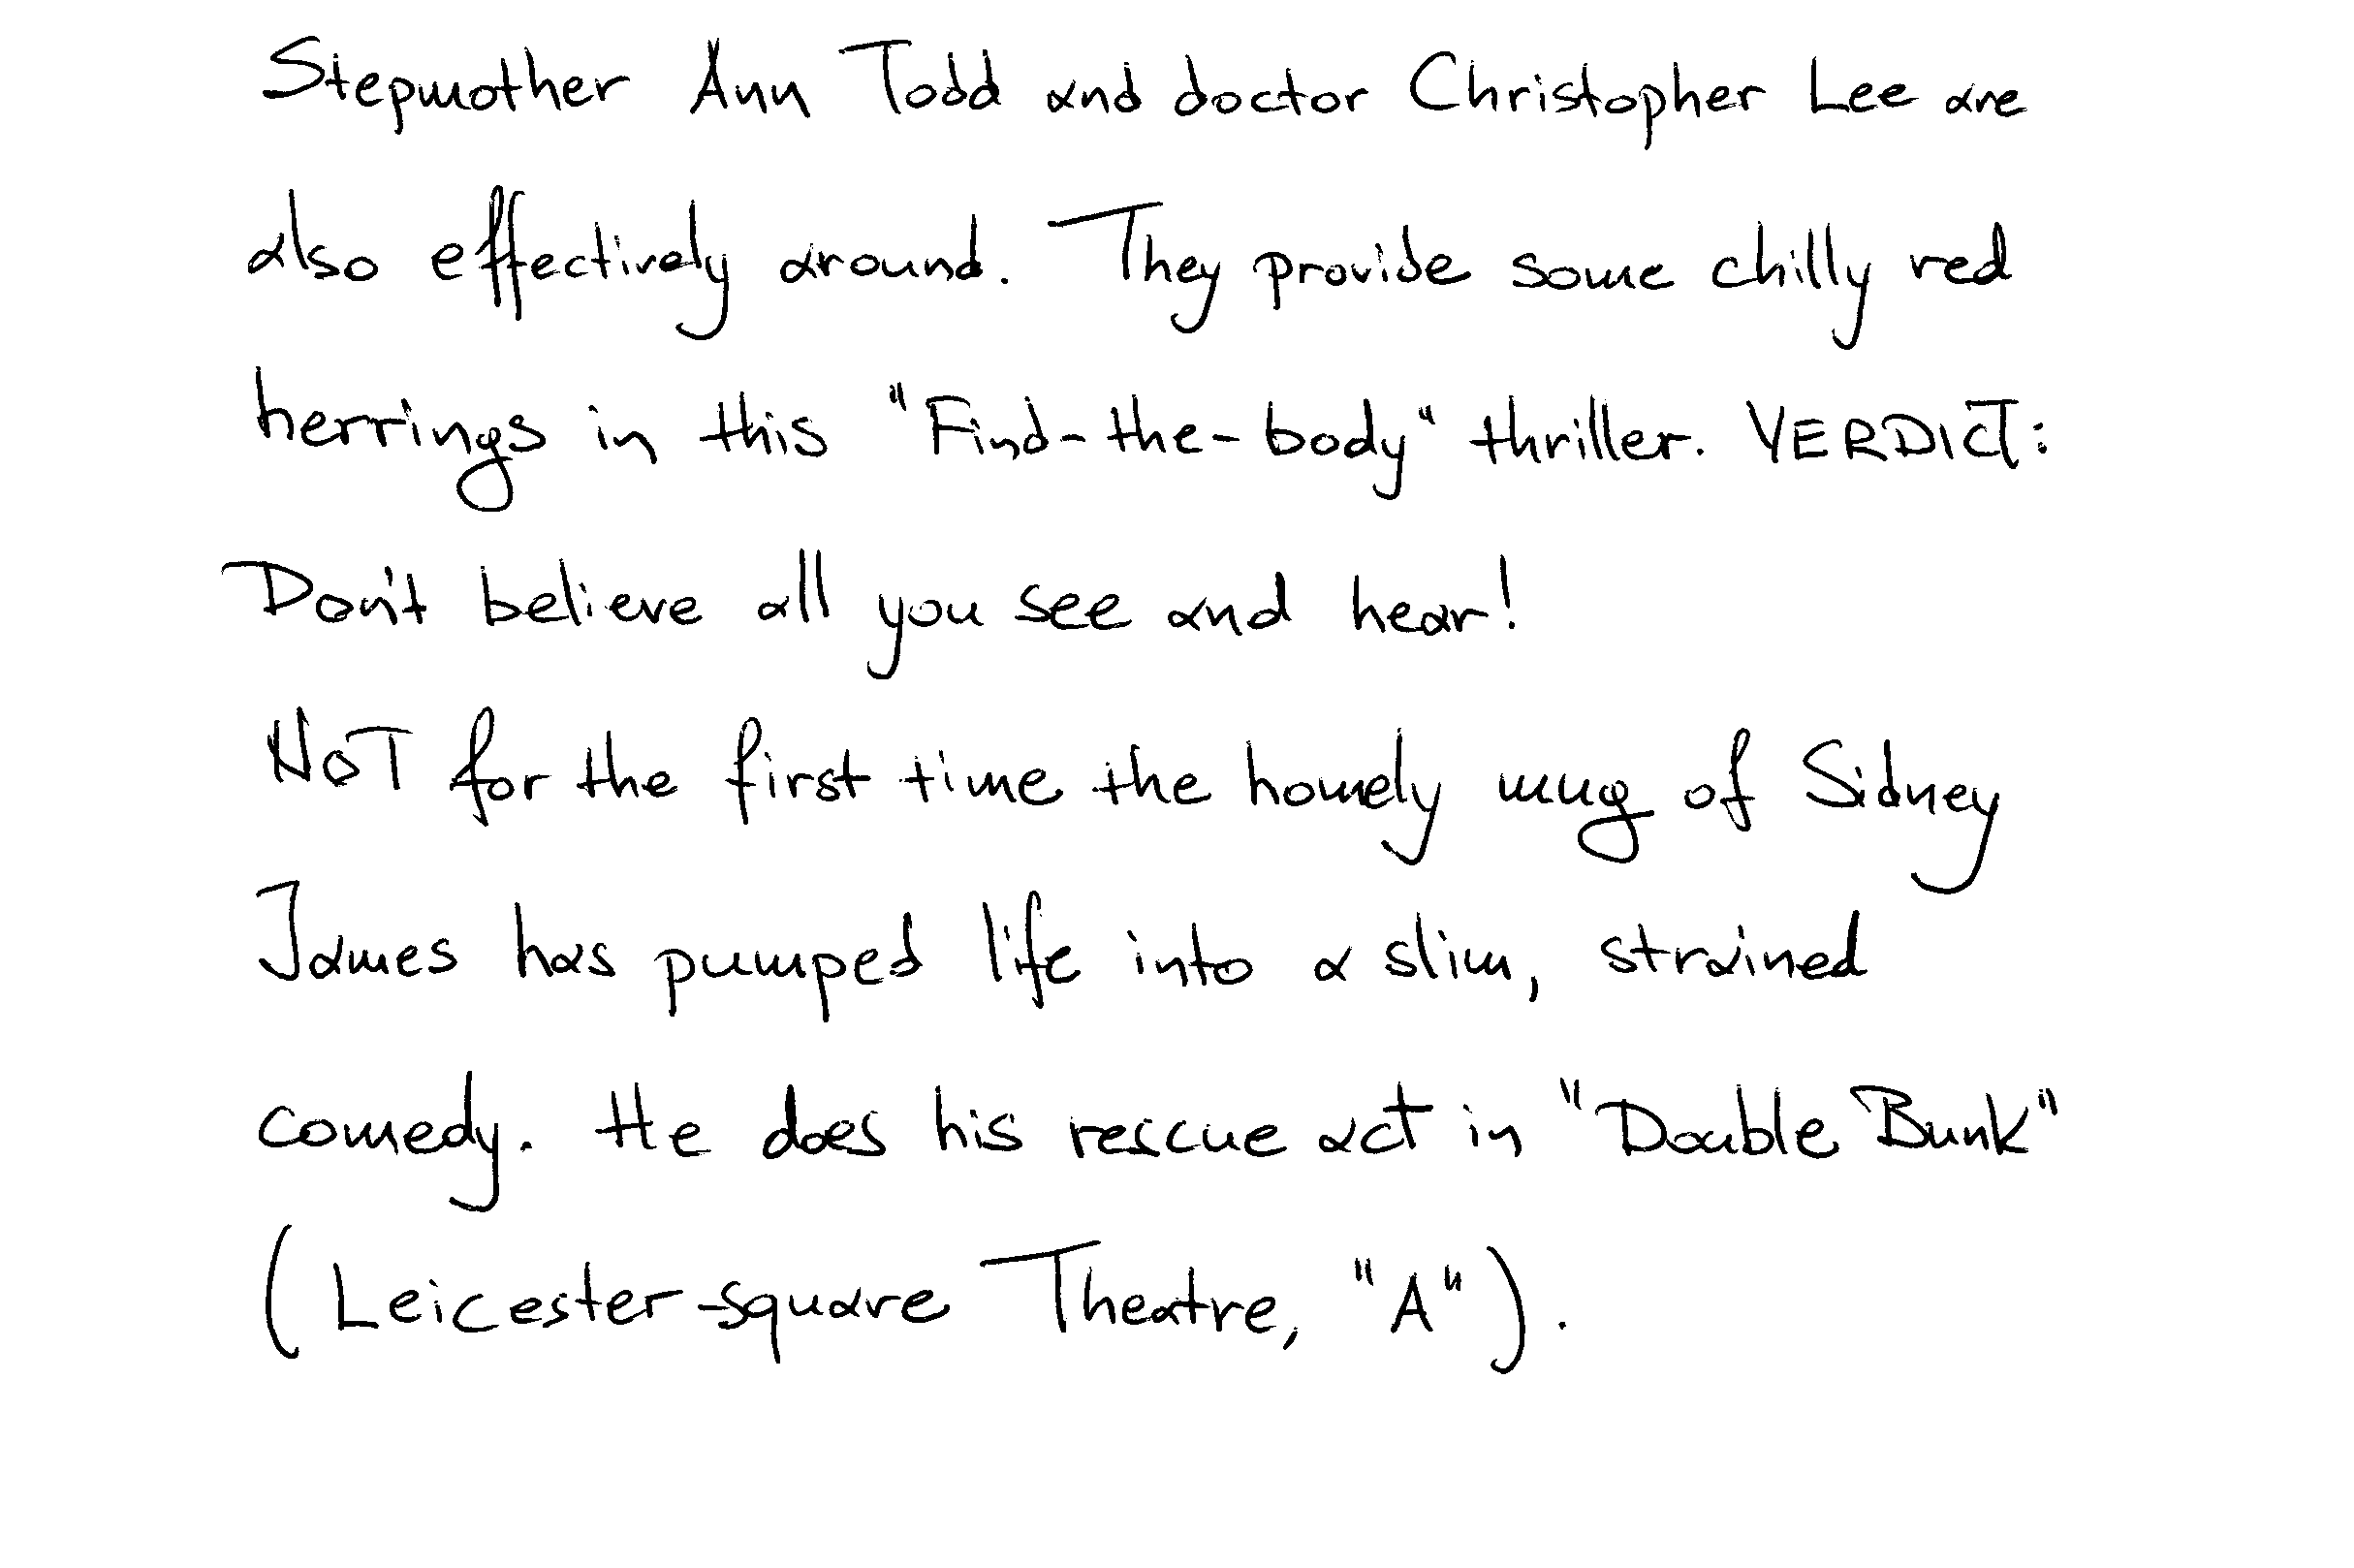 Stepmother Ann Todd and doctor Christopher Lee are
also effectively around. They provide some chilly red
herrings in this "Find-the-body" thriller. VERDICT:
Don't believe all you see and hear!
NOT for the first time the homely mug of Sidney
James has pumped life into a slim, strained
comedy. He does his rescue act in "Double Bunk"
(Leicester-square Theatre, "A").